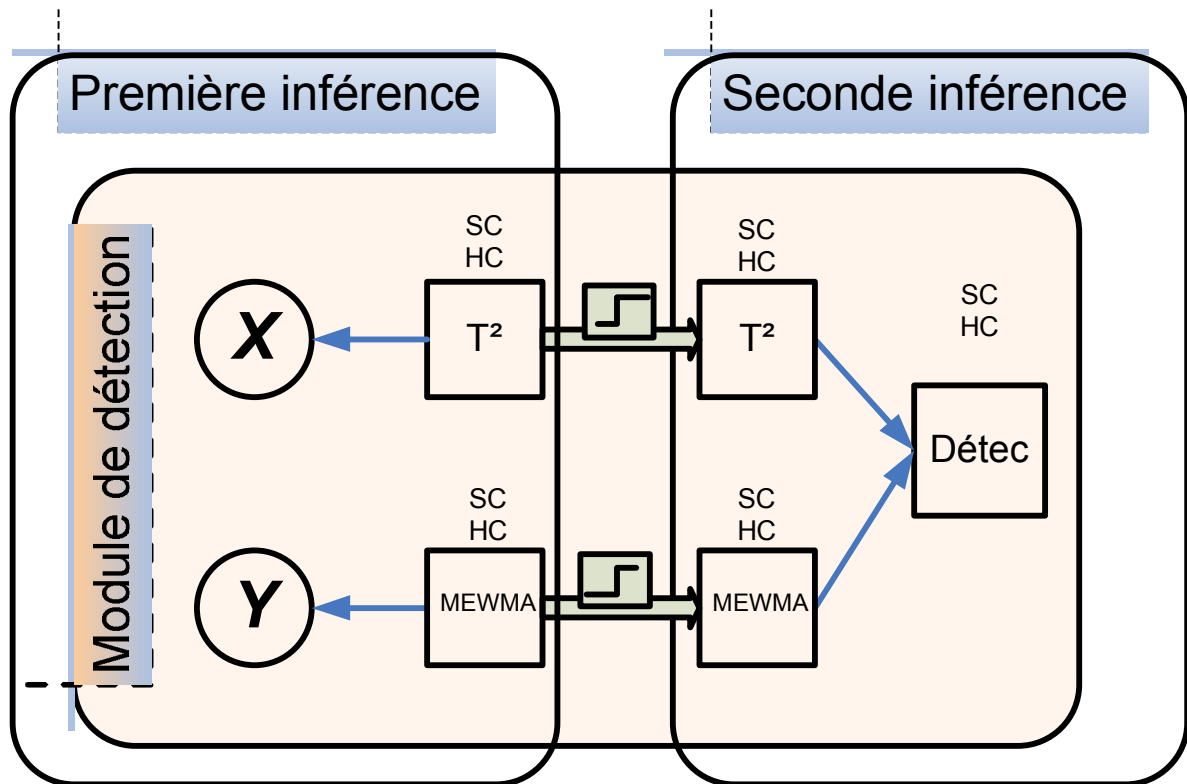 Première inférence
Seconde inférence
Module de détection
SC
HC
SC
HC
SC
HC
X
T²
T²
Détec
SC
HC
SC
HC
Y
MEWMA
MEWMA